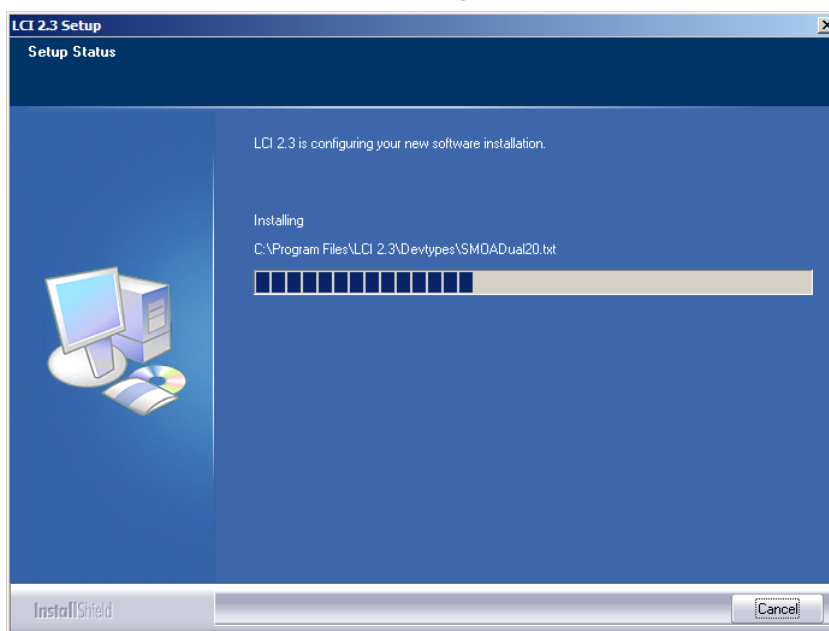 LCI 2.3 Setup
Setup Status
LCI 2.3 is configuring your new software installation.
Installing
C:\Program Files\LCI 2.3\Devtypes\SMOADual20.txt
InstallShield
Cancel